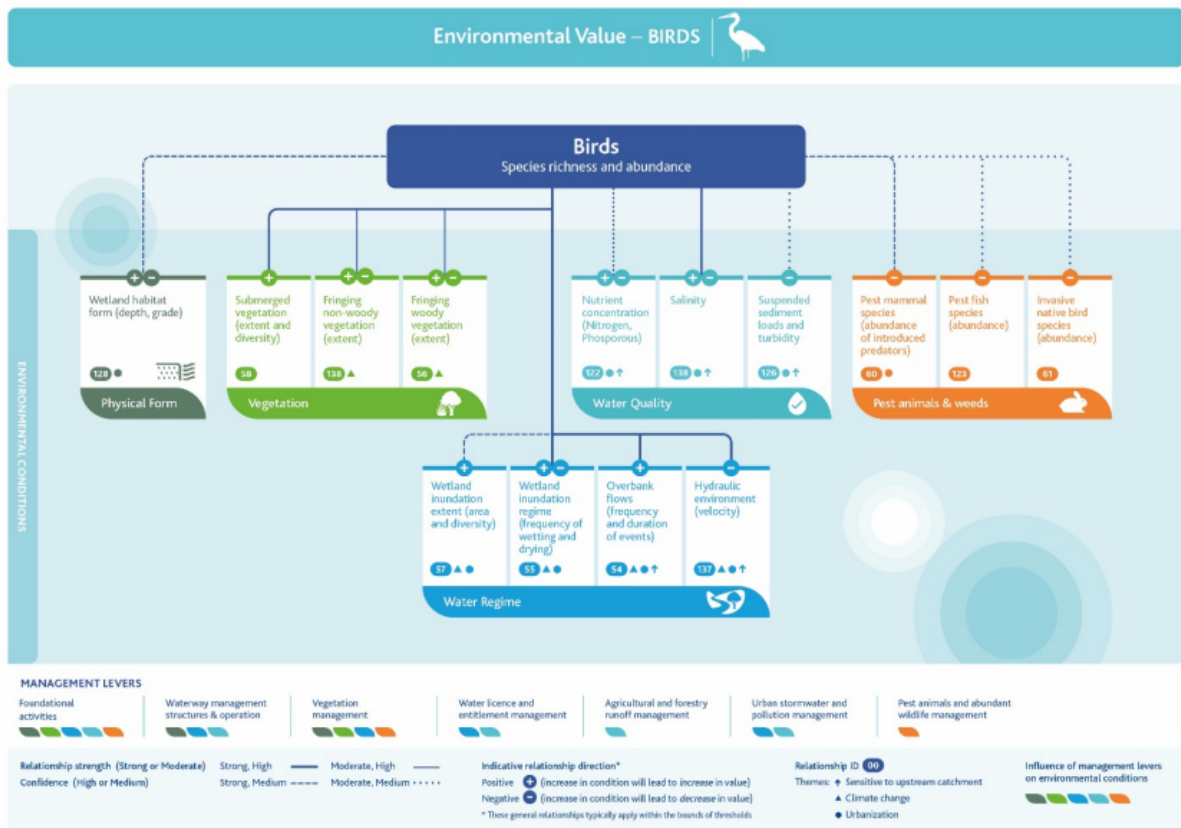 Environmental Value – BIRDS
Birds
Species richness and abundance
ENVIRONMENTAL CONDITIONS
Wetland habitat
form (depth, grade)
128
Physical Form
Submerged
vegetation
(extent and
diversity)
58
Fringing
non-woody
vegetation
(extent)
138
Fringing
woody
vegetation
(extent)
56
Vegetation
Nutrient
concentration
(Nitrogen,
Phosporous)
122
Salinity
138
Suspended
sediment
loads and
turbidity
126
Water Quality
Pest mammal
species
(abundance
of introduced
predators)
60
Pest fish
species
(abundance)
123
Invasive
native bird
species
(abundance)
61
Pest animals & weeds
Wetland
inundation
extent (area
and diversity)
57
Wetland
inundation
regime
(frequency of
wetting and
drying)
55
Overbank
flows
(frequency
and duration
of events)
54
Hydraulic
environment
(velocity)
137
Water Regime
MANAGEMENT LEVERS
Foundational
activities
Waterway management
structures & operation
Vegetation
management
Water licence and
entitlement management
Agricultural and forestry
runoff management
Urban stormwater and
pollution management
Pest animals and abundant
wildlife management
Relationship strength (Strong or Moderate)
Confidence (High or Medium)
Strong, High
Strong, Medium
Moderate, High
Moderate, Medium
Indicative relationship direction*
Positive + (increase in condition will lead to increase in value)
Negative − (increase in condition will lead to decrease in value)
* These general relationships typically apply within the bounds of thresholds
Relationship ID 00
Themes: ↑ Sensitive to upstream catchment
▲ Climate change
● Urbanization
Influence of management levers
on environmental conditions